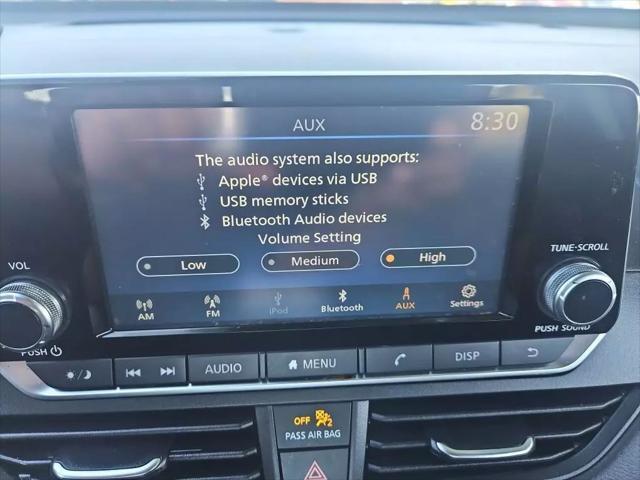 AUX
8:30
The audio system also supports:
Apple® devices via USB
USB memory sticks
Bluetooth Audio devices
Volume Setting
Low Medium High
AM FM iPod Bluetooth AUX Settings
VOL
PUSH
TUNE·SCROLL
PUSH SOUND
AUDIO MENU DISP
OFF 2
PASS AIR BAG